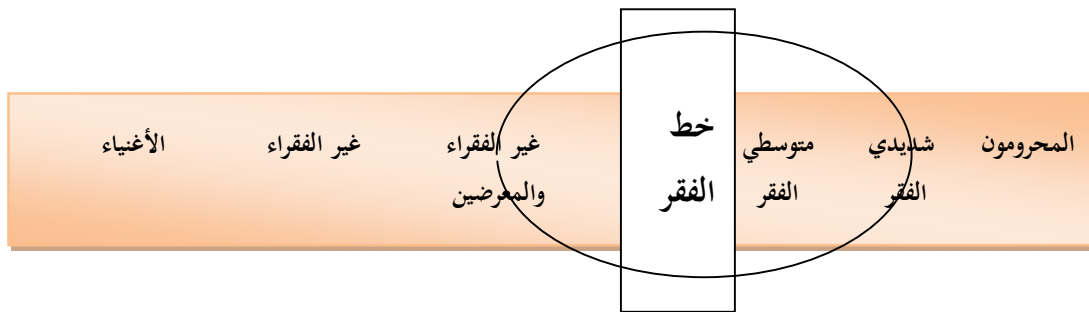 المحرومون
شديدي
الفقر
متوسطي
الفقر
خط
الفقر
غير الفقراء
والمعرضين
غير الفقراء
الأغنياء